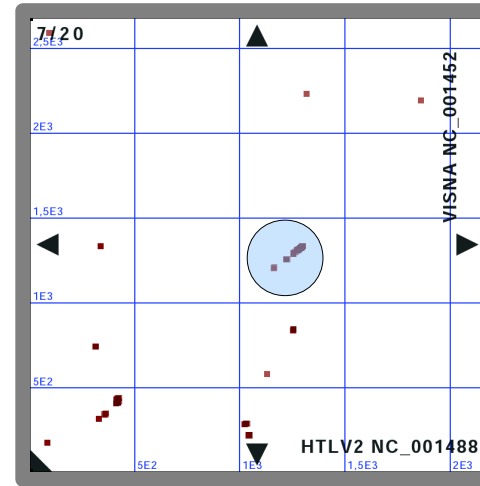 7/20
2,5E3
2E3
1,5E3
1E3
5E2
VISNA NC_001452
HTLV2 NC_001488
5E2
1E3
1,5E3
2E3